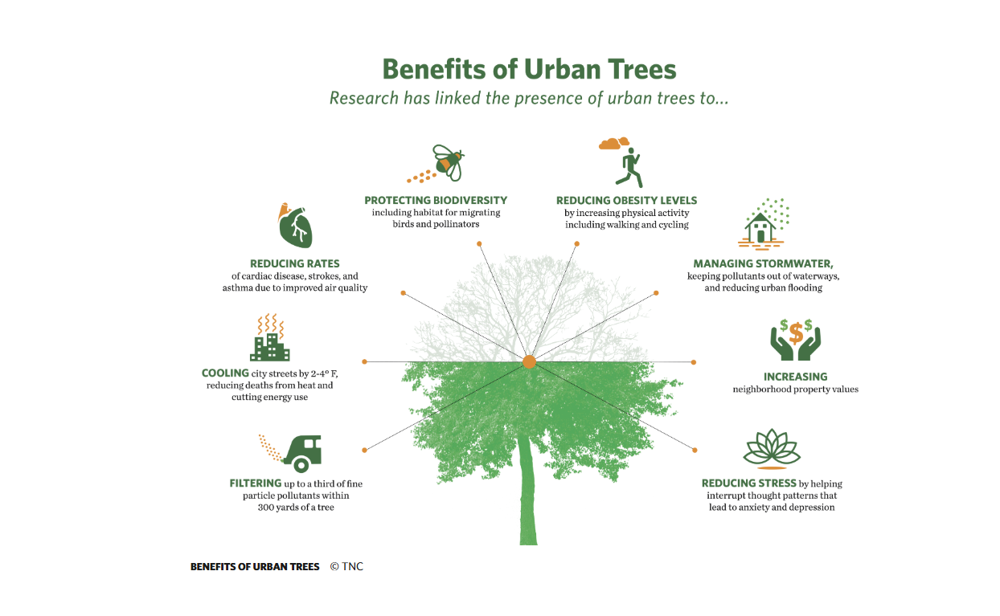 Benefits of Urban Trees
Research has linked the presence of urban trees to...
PROTECTING BIODIVERSITY
including habitat for migrating
birds and pollinators
REDUCING OBESITY LEVELS
by increasing physical activity
including walking and cycling
REDUCING RATES
of cardiac disease, strokes, and
asthma due to improved air quality
MANAGING STORMWATER,
keeping pollutants out of waterways,
and reducing urban flooding
COOLING city streets by 2-4° F,
reducing deaths from heat and
cutting energy use
$ $ $
INCREASING
neighborhood property values
FILTERING up to a third of fine
particle pollutants within
300 yards of a tree
REDUCING STRESS by helping
interrupt thought patterns that
lead to anxiety and depression
BENEFITS OF URBAN TREES © TNC